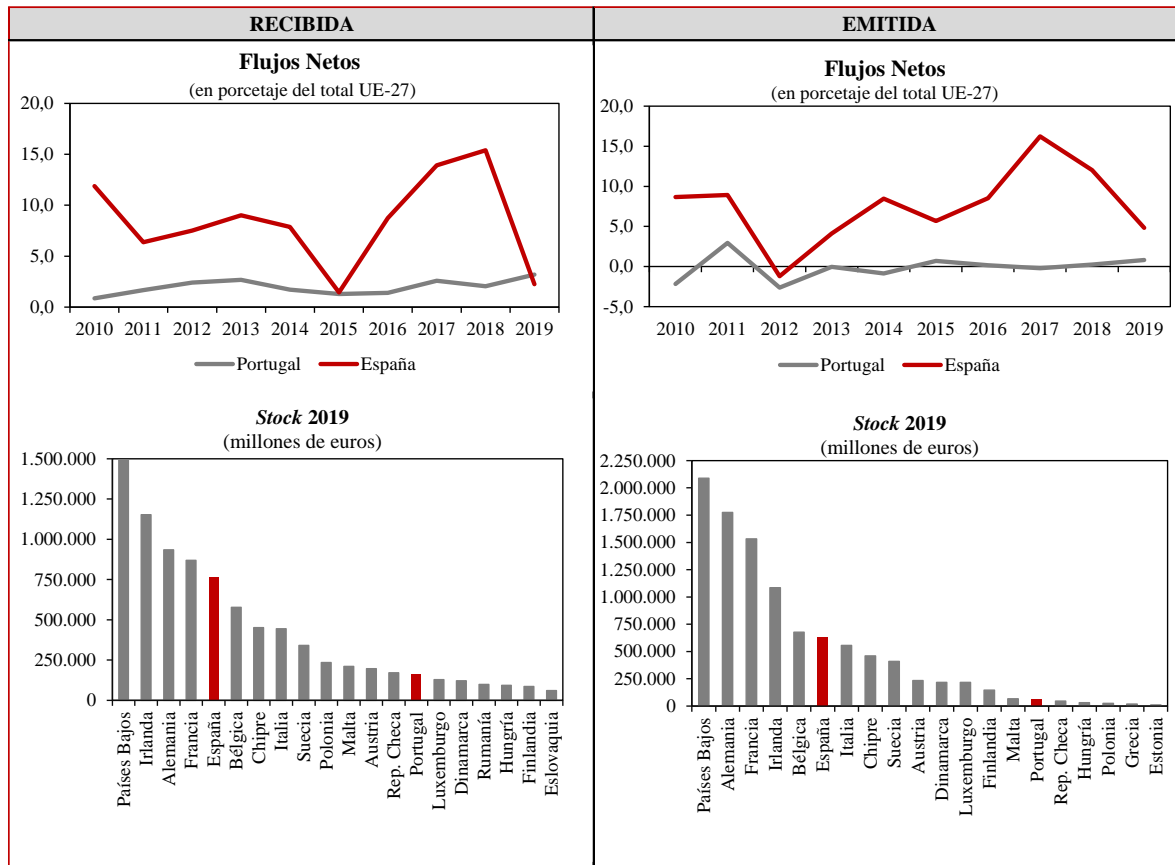 RECIBIDA
Flujos Netos
(en porcetaje del total UE-27)
20,0
15,0
10,0
5,0
0,0
2010 2011 2012 2013 2014 2015 2016 2017 2018 2019
Portugal España
Stock 2019
(millones de euros)
1.500.000
1.250.000
1.000.000
750.000
500.000
250.000
0
Países Bajos
Irlanda
Alemania
Francia
España
Bélgica
Chipre
Italia
Suecia
Polonia
Malta
Austria
Rep. Checa
Portugal
Luxemburgo
Dinamarca
Rumanía
Hungría
Finlandia
Eslovaquia
EMITIDA
Flujos Netos
(en porcetaje del total UE-27)
20,0
15,0
10,0
5,0
0,0
-5,0
2010 2011 2012 2013 2014 2015 2016 2017 2018 2019
Portugal España
Stock 2019
(millones de euros)
2.250.000
2.000.000
1.750.000
1.500.000
1.250.000
1.000.000
750.000
500.000
250.000
0
Países Bajos
Alemania
Francia
Irlanda
Bélgica
España
Italia
Chipre
Suecia
Austria
Dinamarca
Luxemburgo
Finlandia
Malta
Portugal
Rep. Checa
Hungría
Polonia
Grecia
Estonia